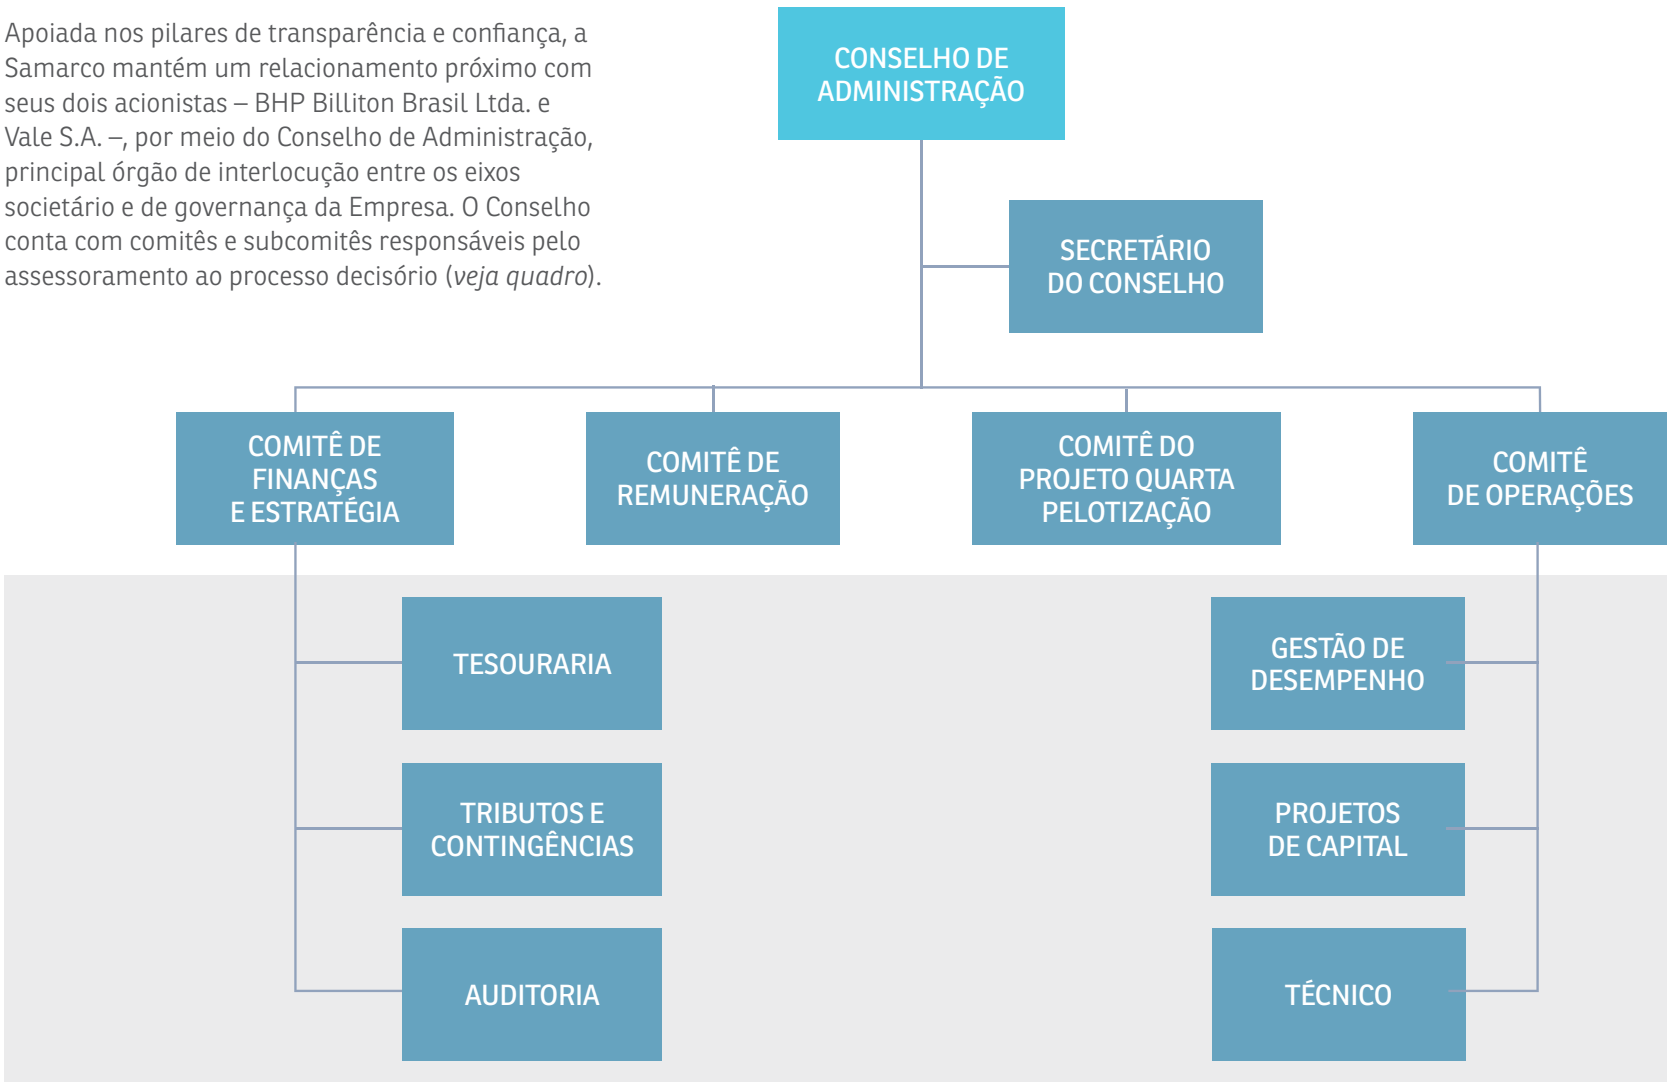 Apoiada nos pilares de transparência e confiança, a
Samarco mantém um relacionamento próximo com
seus dois acionistas – BHP Billiton Brasil Ltda. e
Vale S.A. –, por meio do Conselho de Administração,
principal órgão de interlocução entre os eixos
societário e de governança da Empresa. O Conselho
conta com comitês e subcomitês responsáveis pelo
assessoramento ao processo decisório (veja quadro).
CONSELHO DE
ADMINISTRAÇÃO
SECRETÁRIO
DO CONSELHO
COMITÊ DE
FINANÇAS
E ESTRATÉGIA
COMITÊ DE
REMUNERAÇÃO
COMITÊ DO
PROJETO QUARTA
PELOTIZAÇÃO
COMITÊ
DE OPERAÇÕES
TESOURARIA
TRIBUTOS E
CONTINGÊNCIAS
AUDITORIA
GESTÃO DE
DESEMPENHO
PROJETOS
DE CAPITAL
TÉCNICO